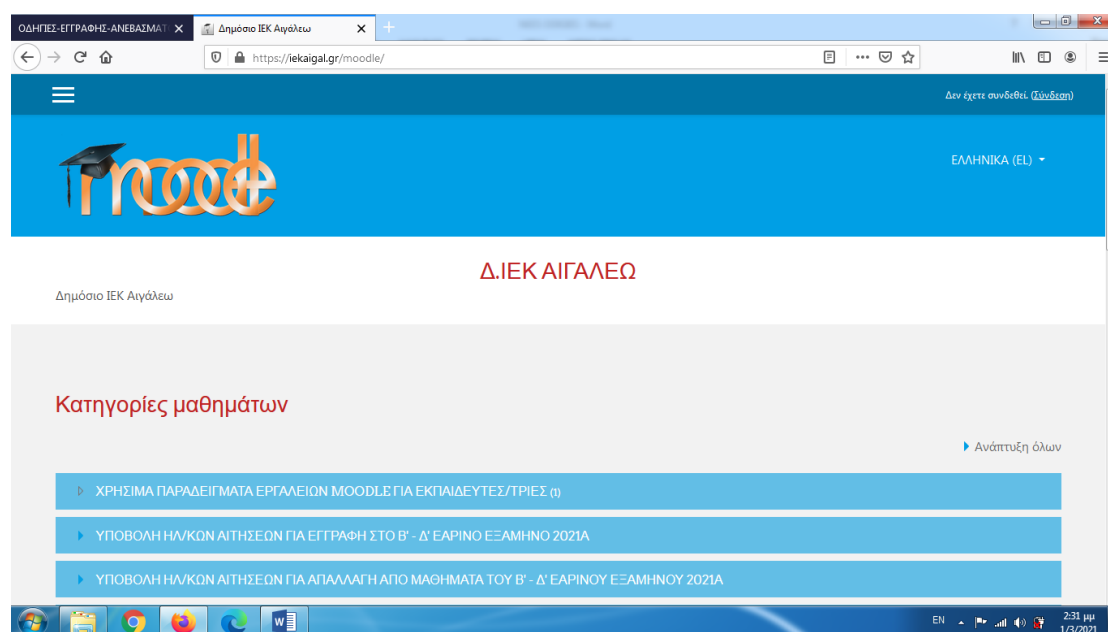 ΟΔΗΓΙΕΣ-ΕΓΓΡΑΦΗΣ-ΑΝΕΒΑΣΜΑΤ
Δημόσιο ΙΕΚ Αιγάλεω
https://iekaigal.gr/moodle/
Δεν έχετε συνδεθεί. (Σύνδεση)
moodle
ΕΛΛΗΝΙΚΆ (EL)
Δ.ΙΕΚ ΑΙΓΑΛΕΩ
Δημόσιο ΙΕΚ Αιγάλεω
Κατηγορίες μαθημάτων
Ανάπτυξη όλων
ΧΡΗΣΙΜΑ ΠΑΡΑΔΕΙΓΜΑΤΑ ΕΡΓΑΛΕΙΩΝ MOODLE ΓΙΑ ΕΚΠΑΙΔΕΥΤΕΣ/ΤΡΙΕΣ (1)
ΥΠΟΒΟΛΗ ΗΛ/ΚΩΝ ΑΙΤΗΣΕΩΝ ΓΙΑ ΕΓΓΡΑΦΗ ΣΤΟ Β' - Δ' ΕΑΡΙΝΟ ΕΞΑΜΗΝΟ 2021Α
ΥΠΟΒΟΛΗ ΗΛ/ΚΩΝ ΑΙΤΗΣΕΩΝ ΓΙΑ ΑΠΑΛΛΑΓΗ ΑΠΟ ΜΑΘΗΜΑΤΑ ΤΟΥ Β' - Δ' ΕΑΡΙΝΟΥ ΕΞΑΜΗΝΟΥ 2021Α
EN
2:31 μμ
1/3/2021